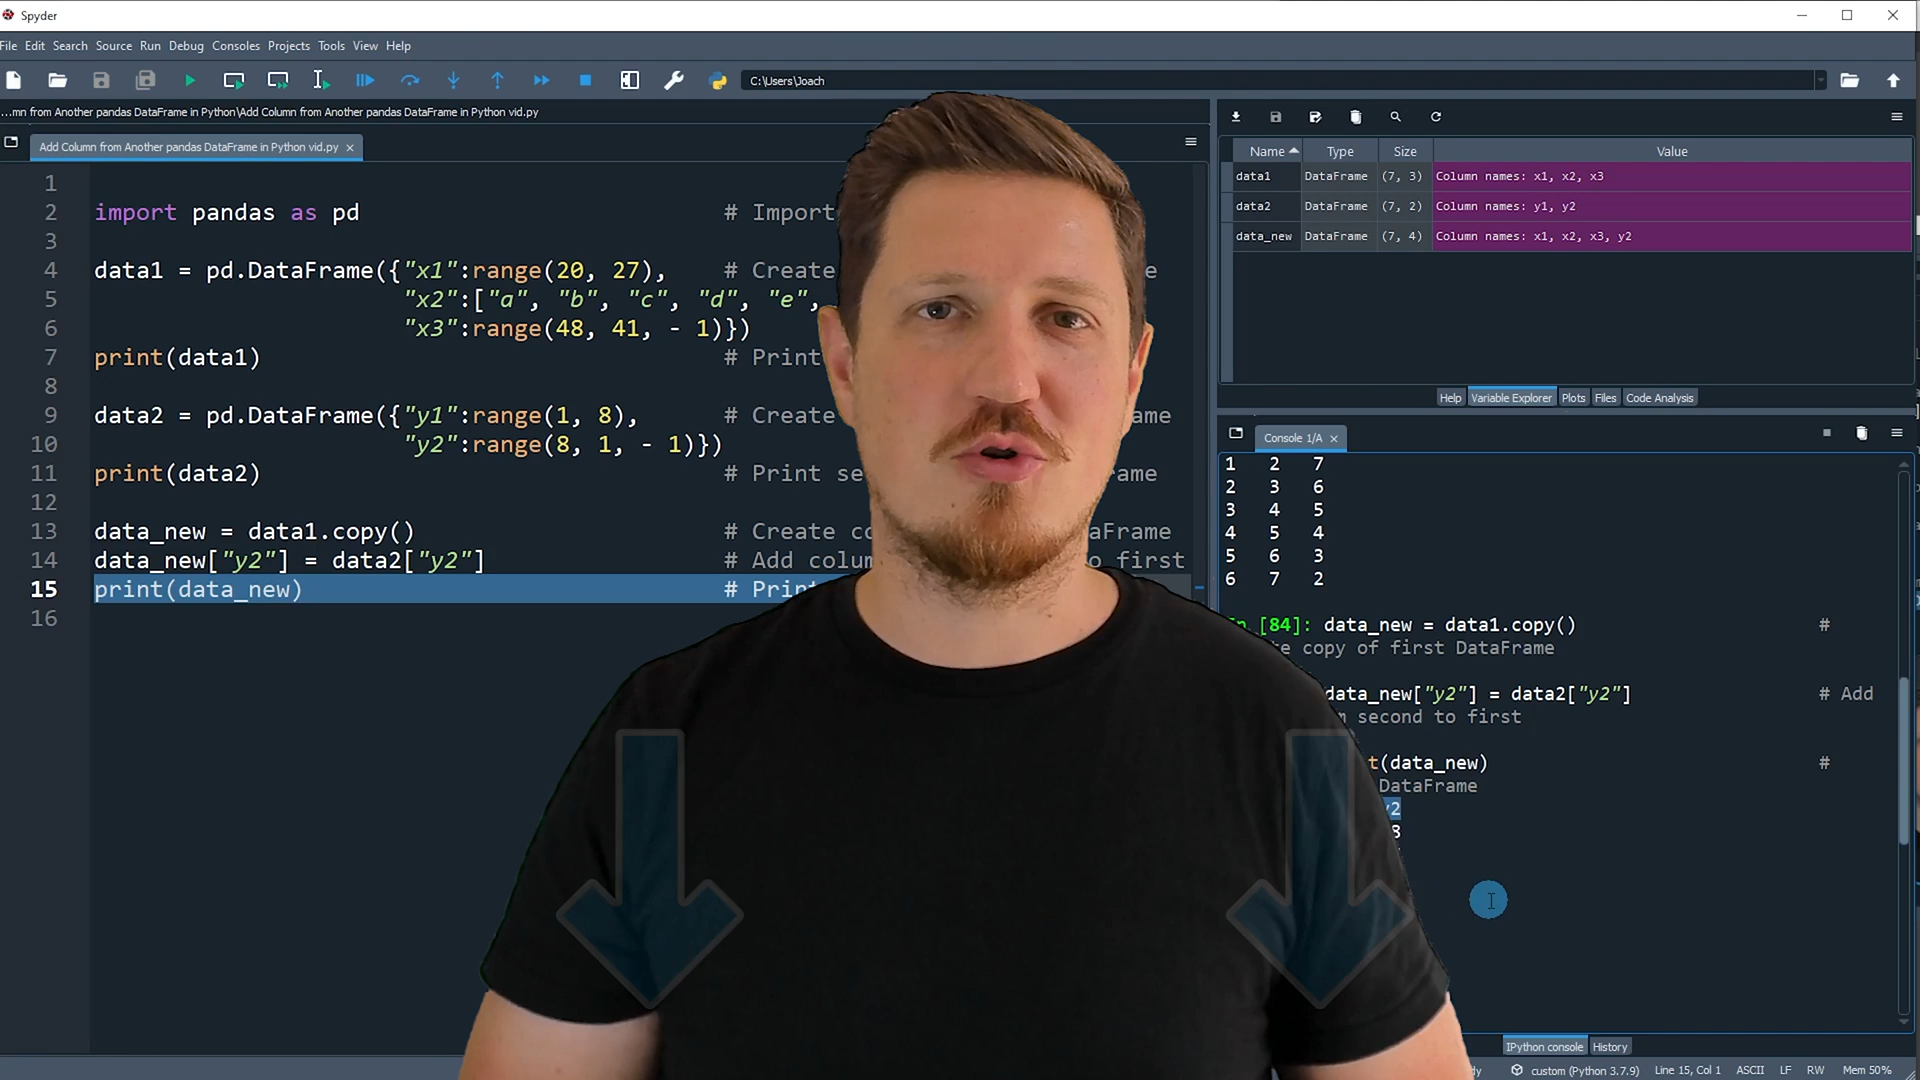 Spyder
File Edit Search Source Run Debug Consoles Projects Tools View Help
C:\Users\Joach
...mn from Another pandas DataFrame in Python\Add Column from Another pandas DataFrame in Python vid.py
Add Column from Another pandas DataFrame in Python vid.py
1
2 import pandas as pd # Import
3
4 data1 = pd.DataFrame({"x1":range(20, 27), # Create
5 "x2":["a", "b", "c", "d", "e",
6 "x3":range(48, 41, - 1)})
7 print(data1) # Print
8
9 data2 = pd.DataFrame({"y1":range(1, 8), # Create
10 "y2":range(8, 1, - 1)})
11 print(data2) # Print
12
13 data_new = data1.copy() # Create
14 data_new["y2"] = data2["y2"] # Add to first
15 print(data_new) # Print
16
Name Type Size Value
data1 DataFrame (7, 3) Column names: x1, x2, x3
data2 DataFrame (7, 2) Column names: y1, y2
data_new DataFrame (7, 4) Column names: x1, x2, x3, y2
Help Variable Explorer Plots Files Code Analysis
Console 1/A
1 2 7
2 3 6
3 4 5
4 5 4
5 6 3
6 7 2
In [84]: data_new = data1.copy() #
copy of first DataFrame
data_new["y2"] = data2["y2"] # Add
second to first
(data_new) #
DataFrame
y2
8
IPython console History
custom (Python 3.7.9) Line 15, Col 1 ASCII LF RW Mem 50%